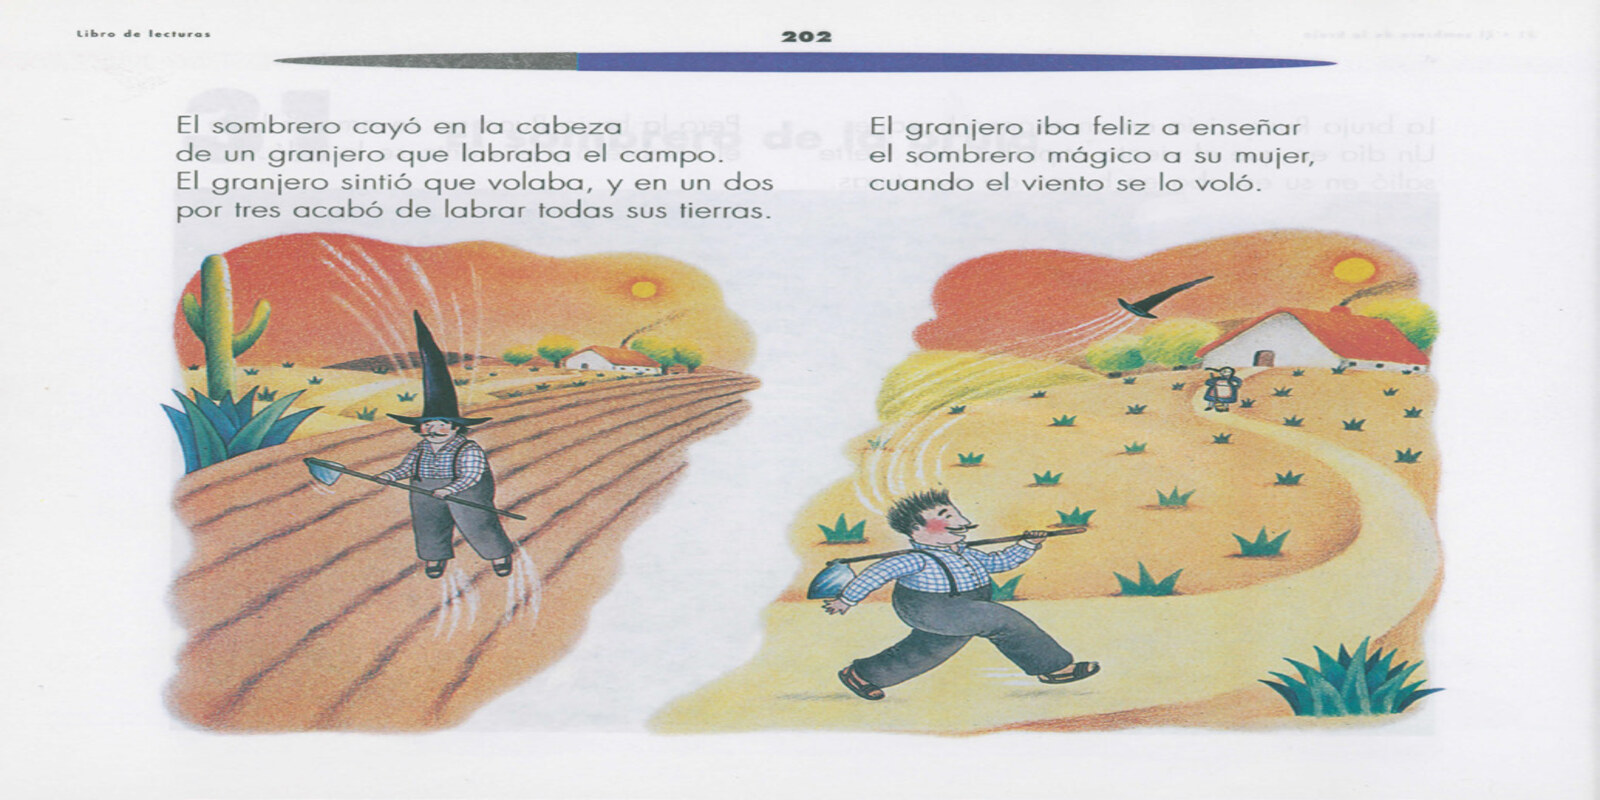 Libro de lecturas
202
El sombrero cayó en la cabeza
de un granjero que labraba el campo.
El granjero sintió que volaba, y en un dos
por tres acabó de labrar todas sus tierras.
El granjero iba feliz a enseñar
el sombrero mágico a su mujer,
cuando el viento se lo voló.